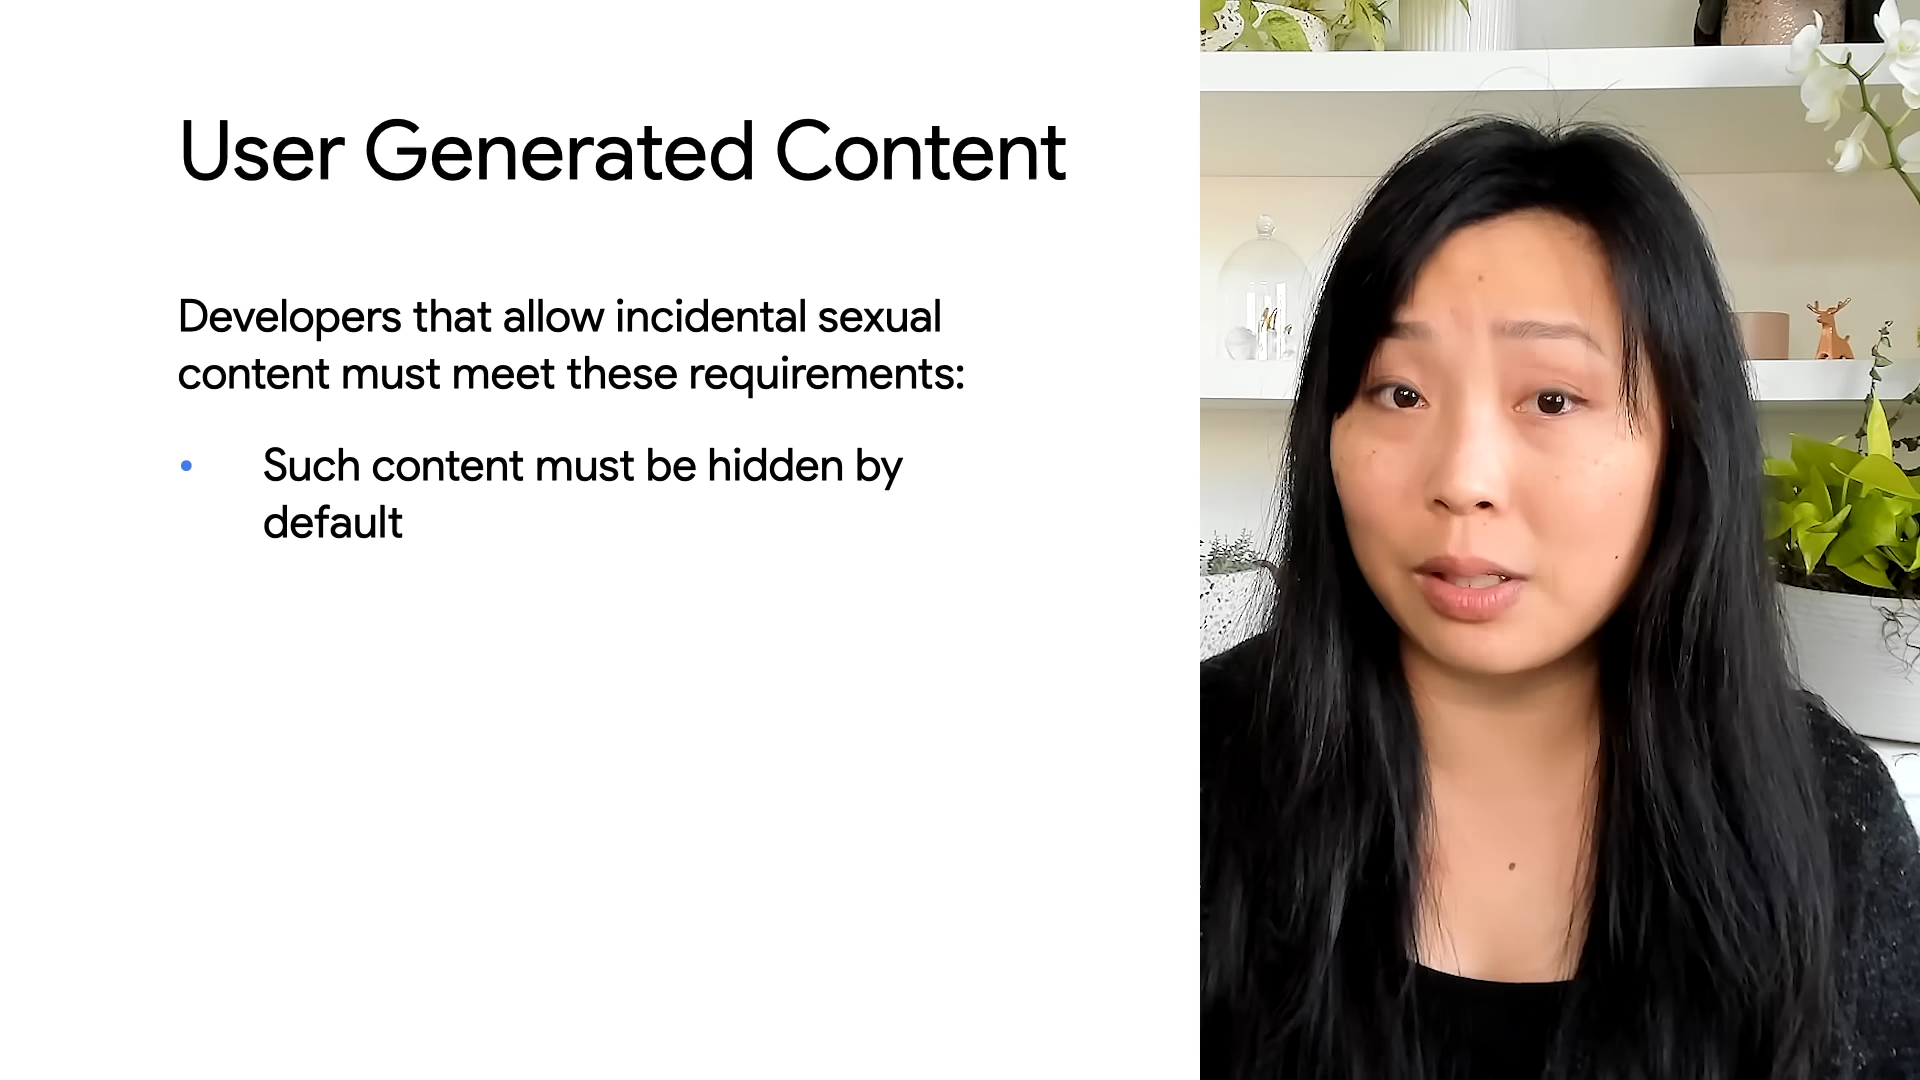 User Generated Content
Developers that allow incidental sexual
content must meet these requirements:
• Such content must be hidden by
default